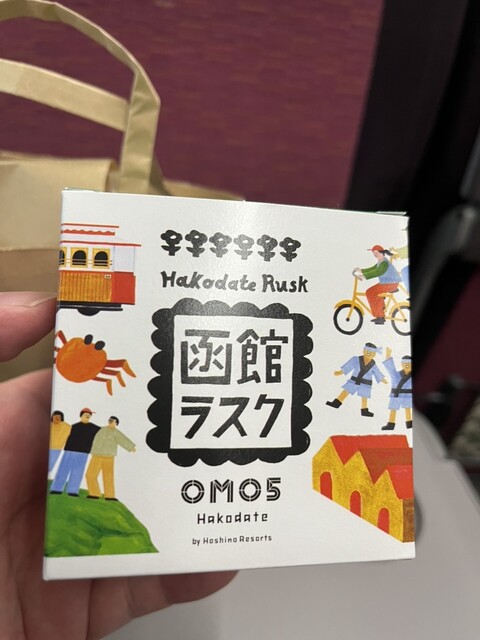 Hakodate Rusk
函館
ラスク
OMO5
Hakodate
by Hoshino Resorts